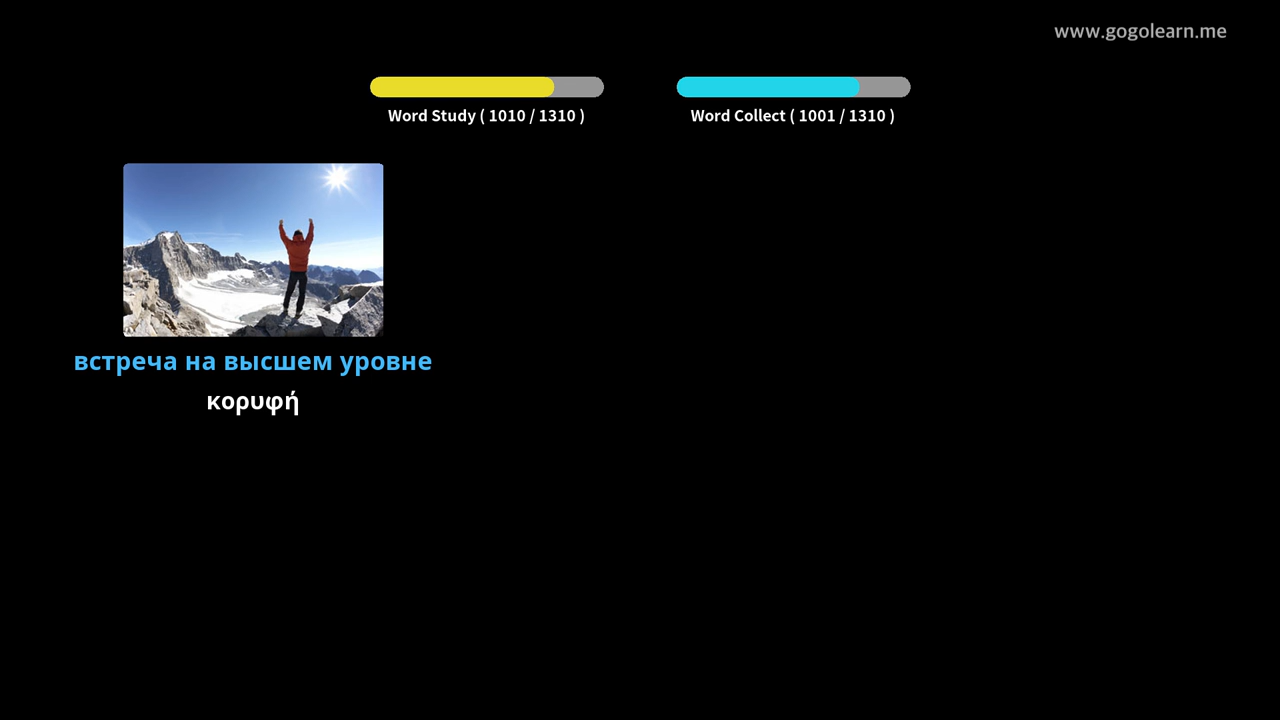 www.gogolearn.me
Word Study ( 1010 / 1310 )
Word Collect ( 1001 / 1310 )
встреча на высшем уровне
κορυφή